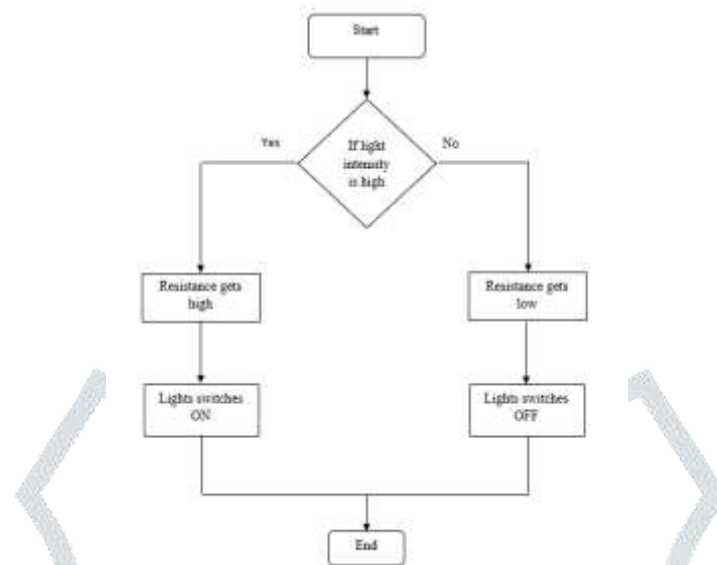 Start
Yes
If light
intensity
is high
No
Resistance gets
high
Resistance gets
low
Lights switches
ON
Lights switches
OFF
End